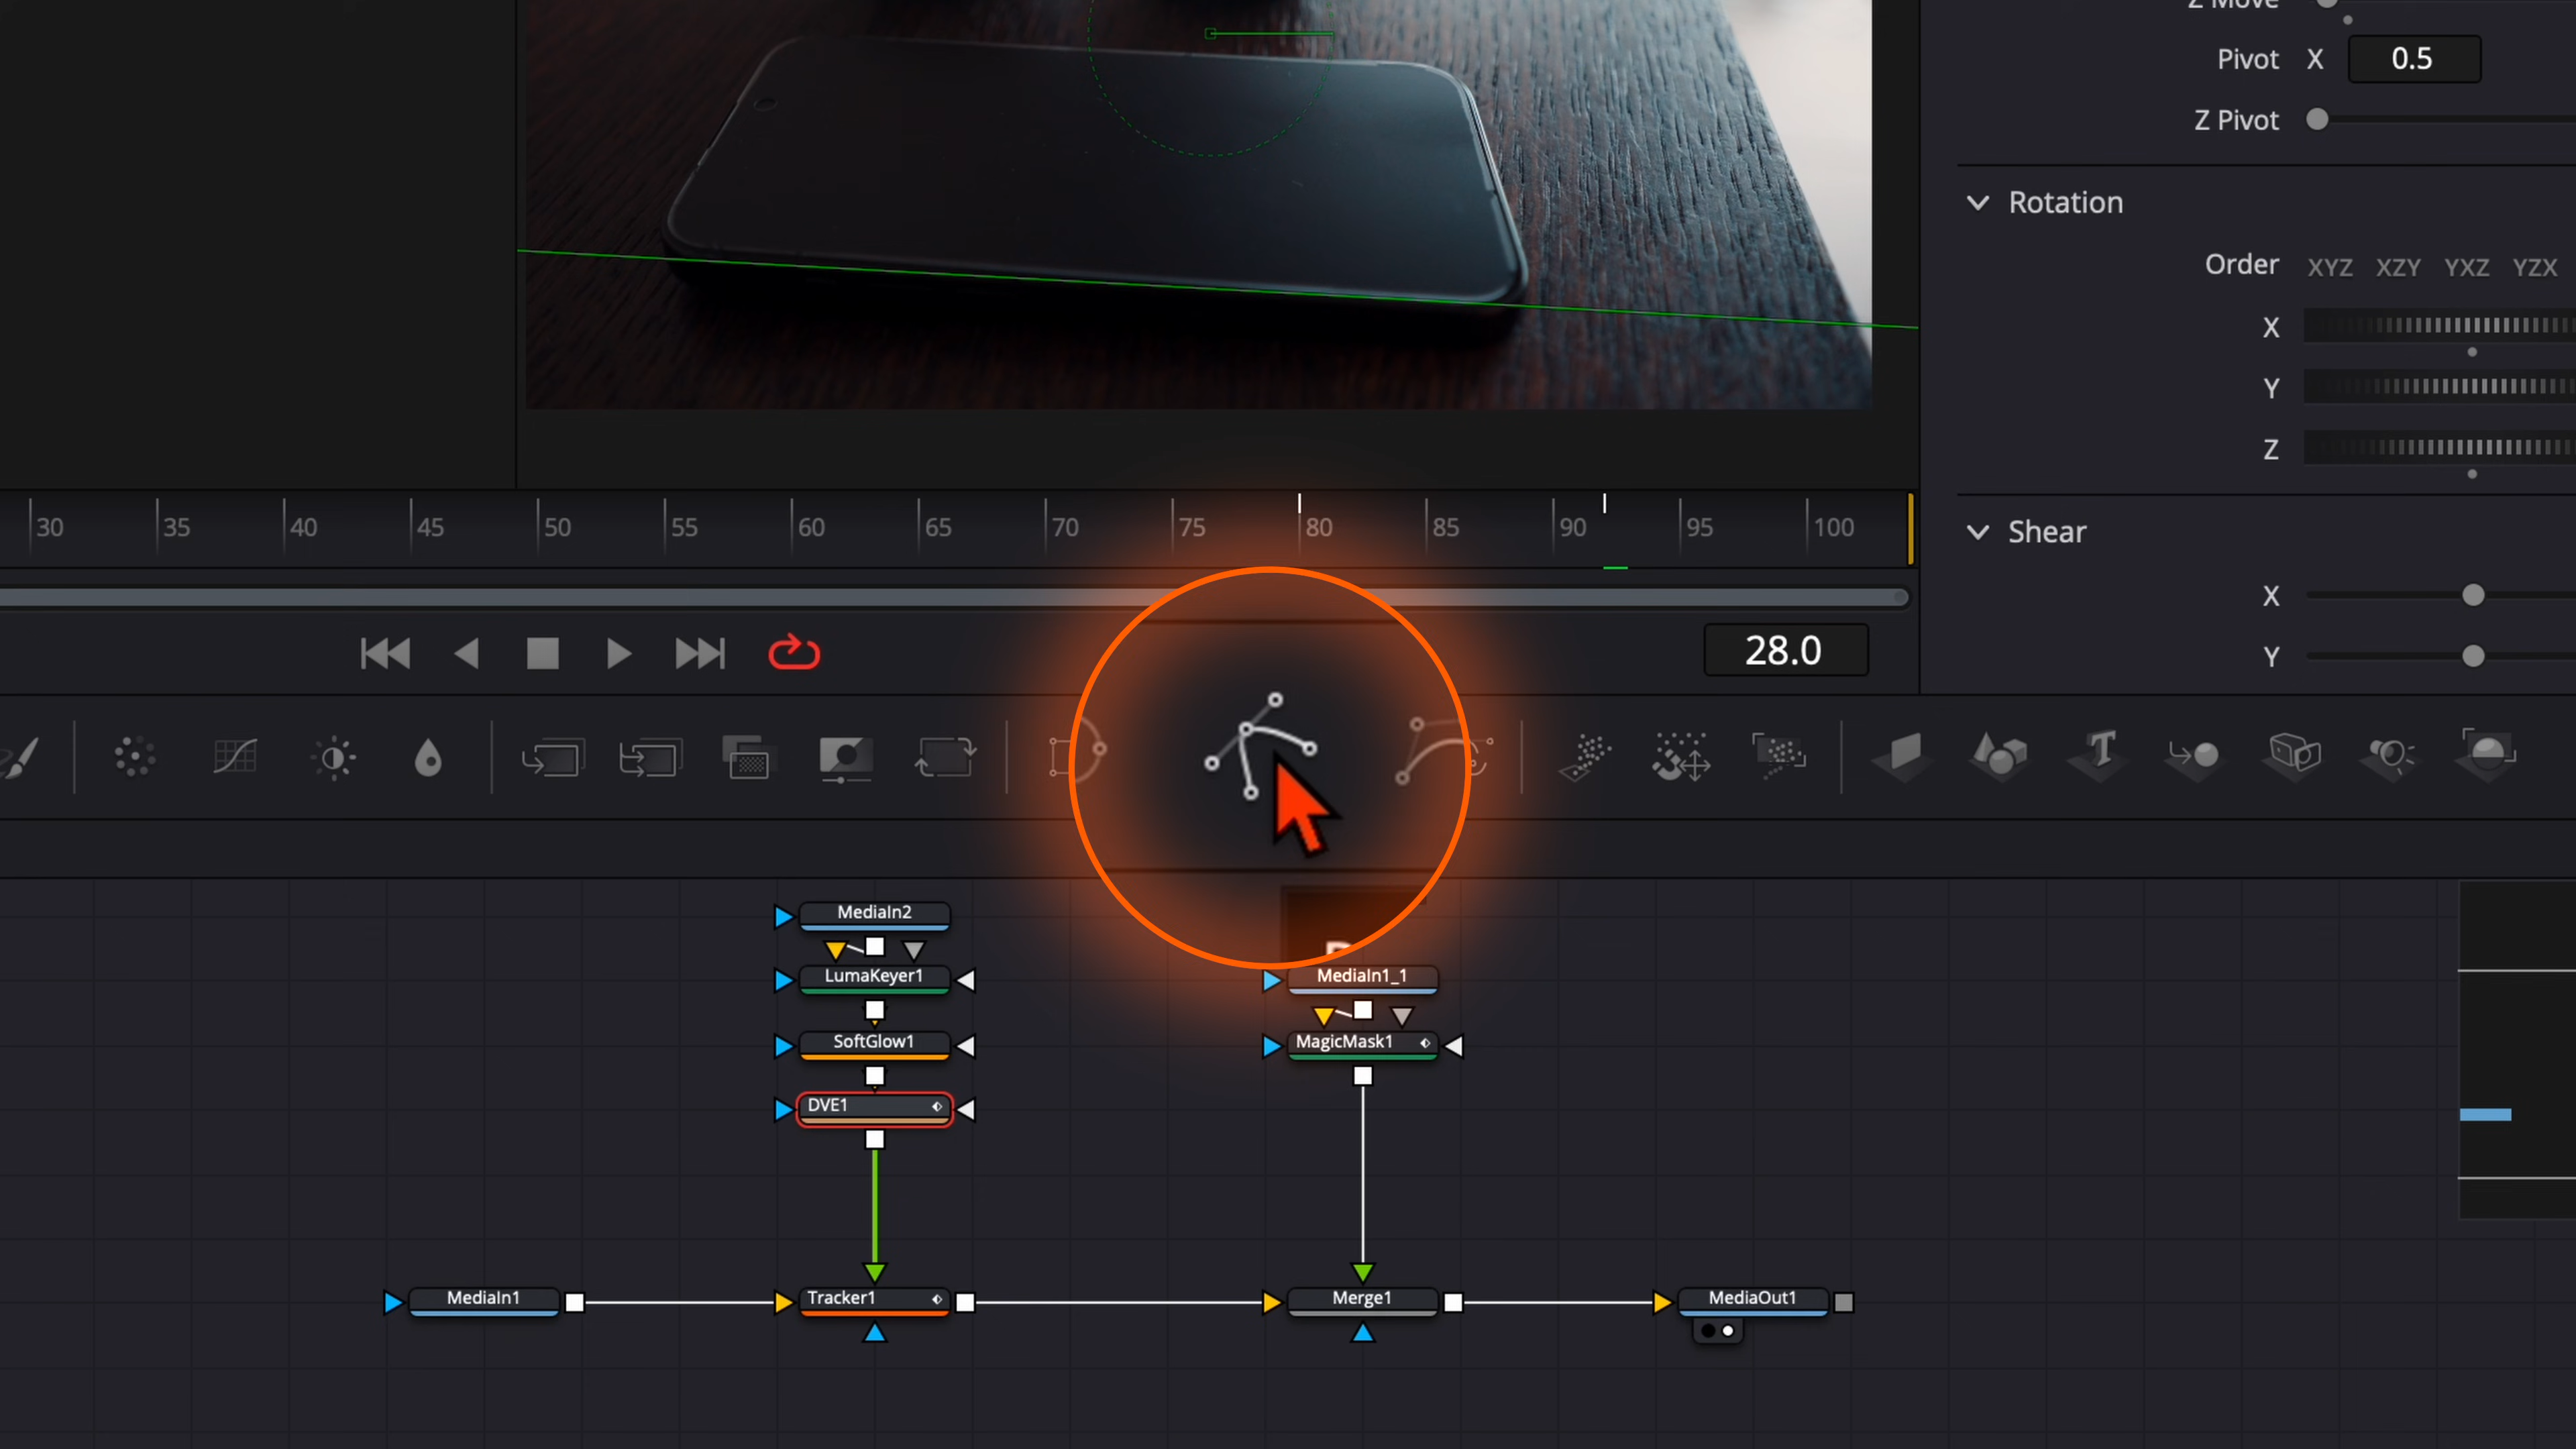 Z Move
Pivot X 0.5
Z Pivot
Rotation
Order XYZ XZY YXZ YZX
X
Y
Z
30 35 40 45 50 55 60 65 70 75 80 85 90 95 100
Shear
X
Y
28.0
MediaIn2
LumaKeyer1
MediaIn1_1
SoftGlow1
MagicMask1
DVE1
MediaIn1
Tracker1
Merge1
MediaOut1